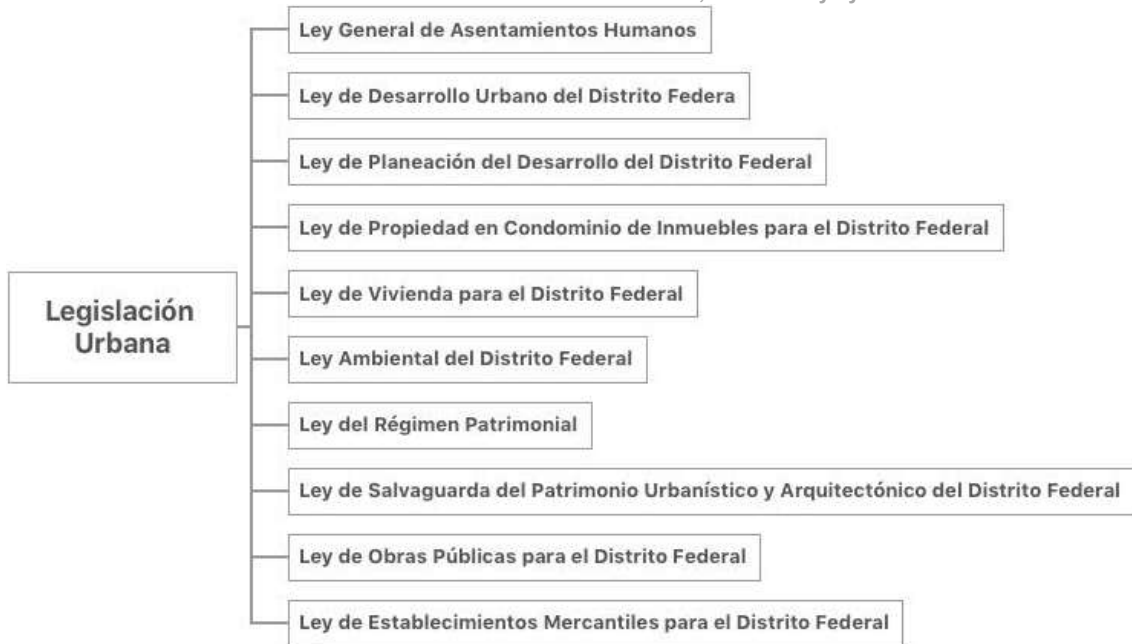 Ley General de Asentamientos Humanos
Ley de Desarrollo Urbano del Distrito Federa
Ley de Planeación del Desarrollo del Distrito Federal
Ley de Propiedad en Condominio de Inmuebles para el Distrito Federal
Legislación
Urbana
Ley de Vivienda para el Distrito Federal
Ley Ambiental del Distrito Federal
Ley del Régimen Patrimonial
Ley de Salvaguarda del Patrimonio Urbanístico y Arquitectónico del Distrito Federal
Ley de Obras Públicas para el Distrito Federal
Ley de Establecimientos Mercantiles para el Distrito Federal